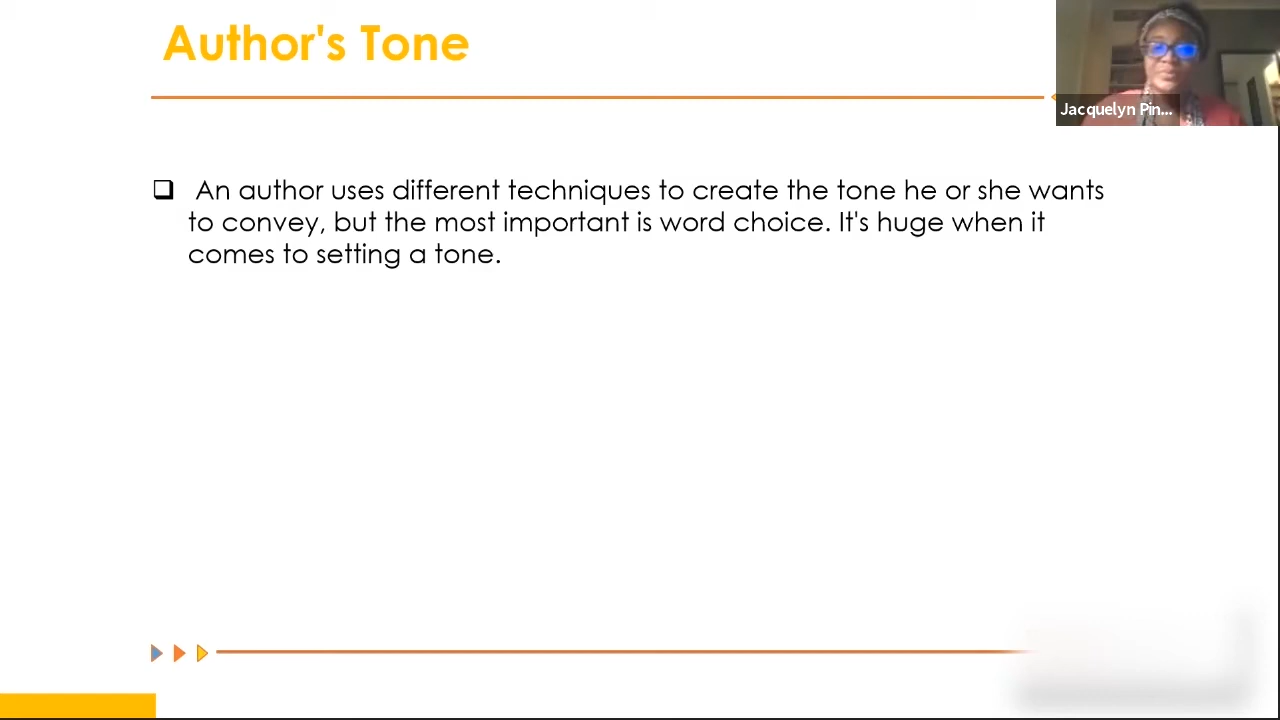 Author's Tone
Jacquelyn Pin...
An author uses different techniques to create the tone he or she wants
to convey, but the most important is word choice. It's huge when it
comes to setting a tone.